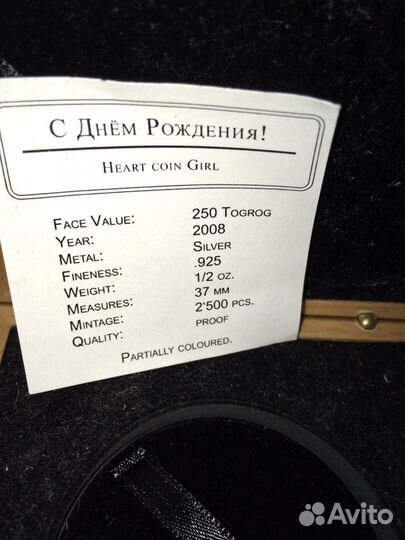 С Днём Рождения!
Heart coin Girl
Face Value: 250 Togrog
Year: 2008
Metal: Silver
Fineness: .925
Weight: 1/2 oz.
Measures: 37 mm
Mintage: 2'500 pcs.
Quality: proof
Partially coloured.
Avito